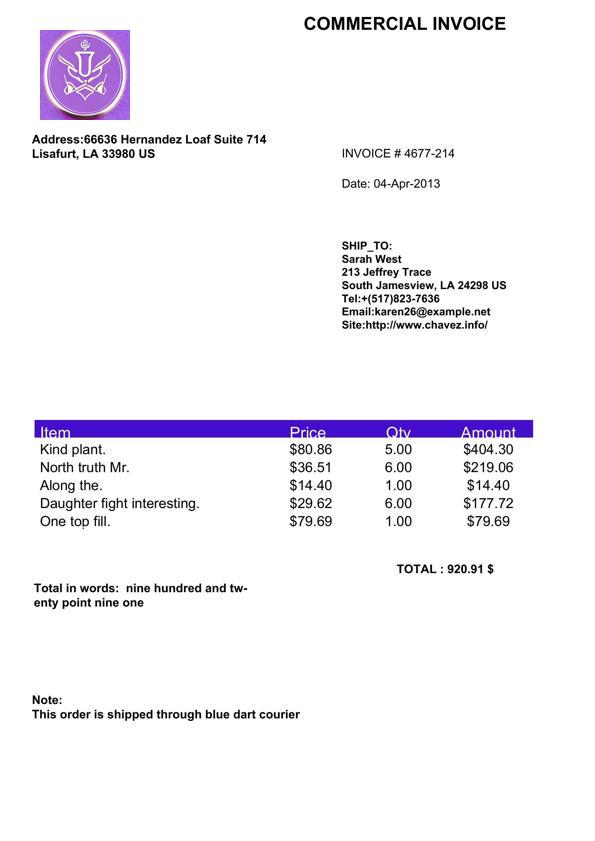 COMMERCIAL INVOICE
Address:66636 Hernandez Loaf Suite 714
Lisafurt, LA 33980 US
INVOICE # 4677-214
Date: 04-Apr-2013
SHIP_TO:
Sarah West
213 Jeffrey Trace
South Jamesview, LA 24298 US
Tel:+(517)823-7636
Email:karen26@example.net
Site:http://www.chavez.info/
Item Price Qty Amount
Kind plant. $80.86 5.00 $404.30
North truth Mr. $36.51 6.00 $219.06
Along the. $14.40 1.00 $14.40
Daughter fight interesting. $29.62 6.00 $177.72
One top fill. $79.69 1.00 $79.69
TOTAL : 920.91 $
Total in words:  nine hundred and tw-
enty point nine one
Note:
This order is shipped through blue dart courier